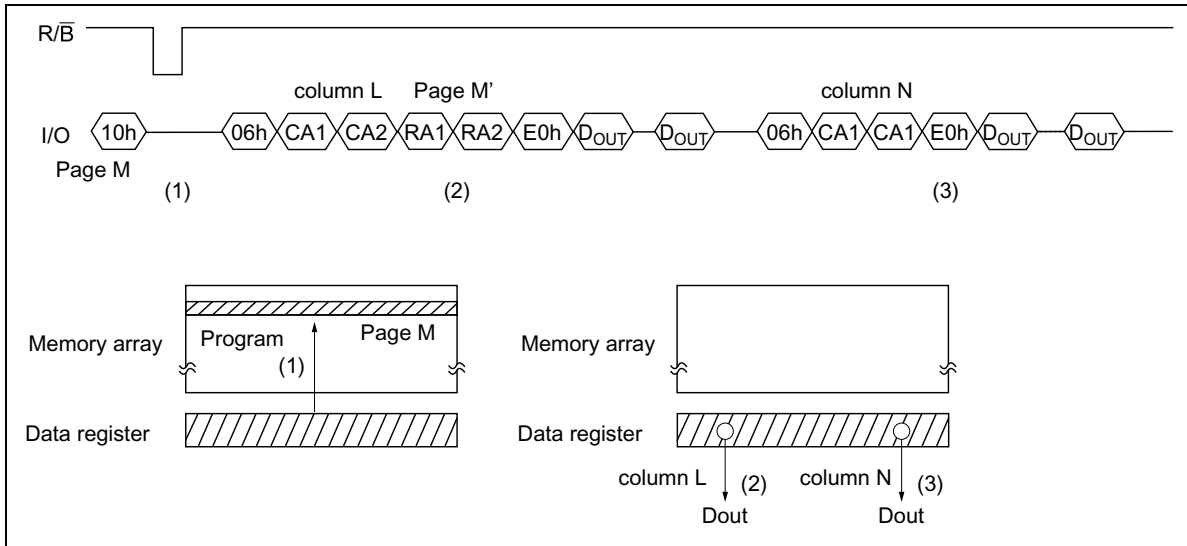 R/B̅
column L Page M’ column N
I/O 10h 06h CA1 CA2 RA1 RA2 E0h DOUT DOUT 06h CA1 CA1 E0h DOUT DOUT
Page M
(1) (2) (3)
Memory array Program Page M Memory array
(1)
Data register Data register
column L (2) column N (3)
Dout Dout